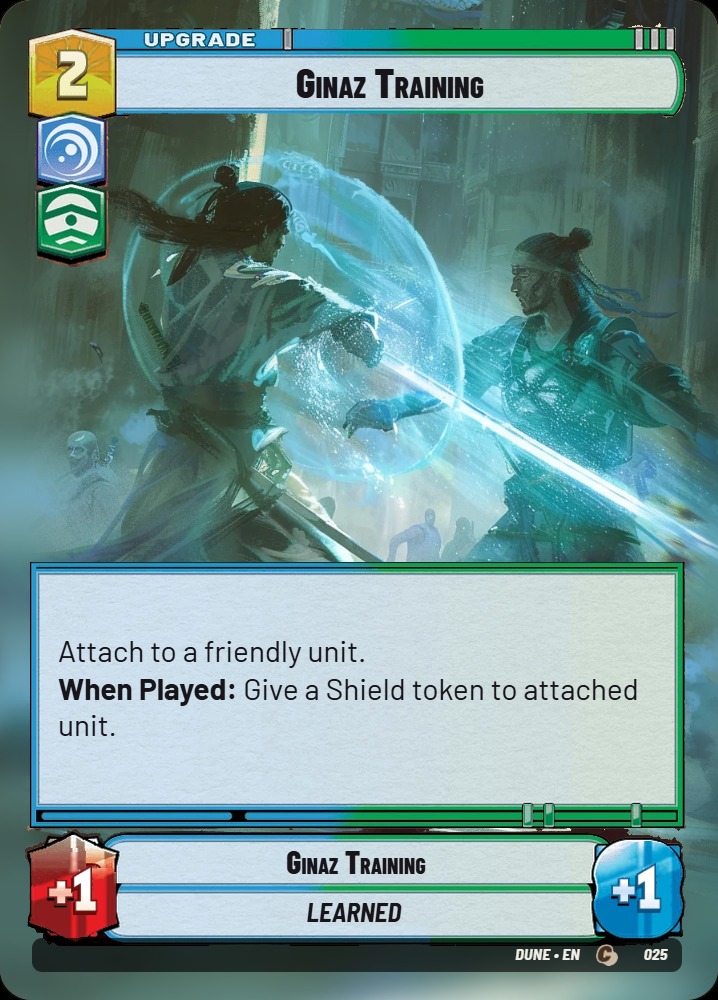 UPGRADE
2
Ginaz Training
Attach to a friendly unit.
When Played: Give a Shield token to attached
unit.
+1
Ginaz Training
LEARNED
+1
DUNE • EN C 025